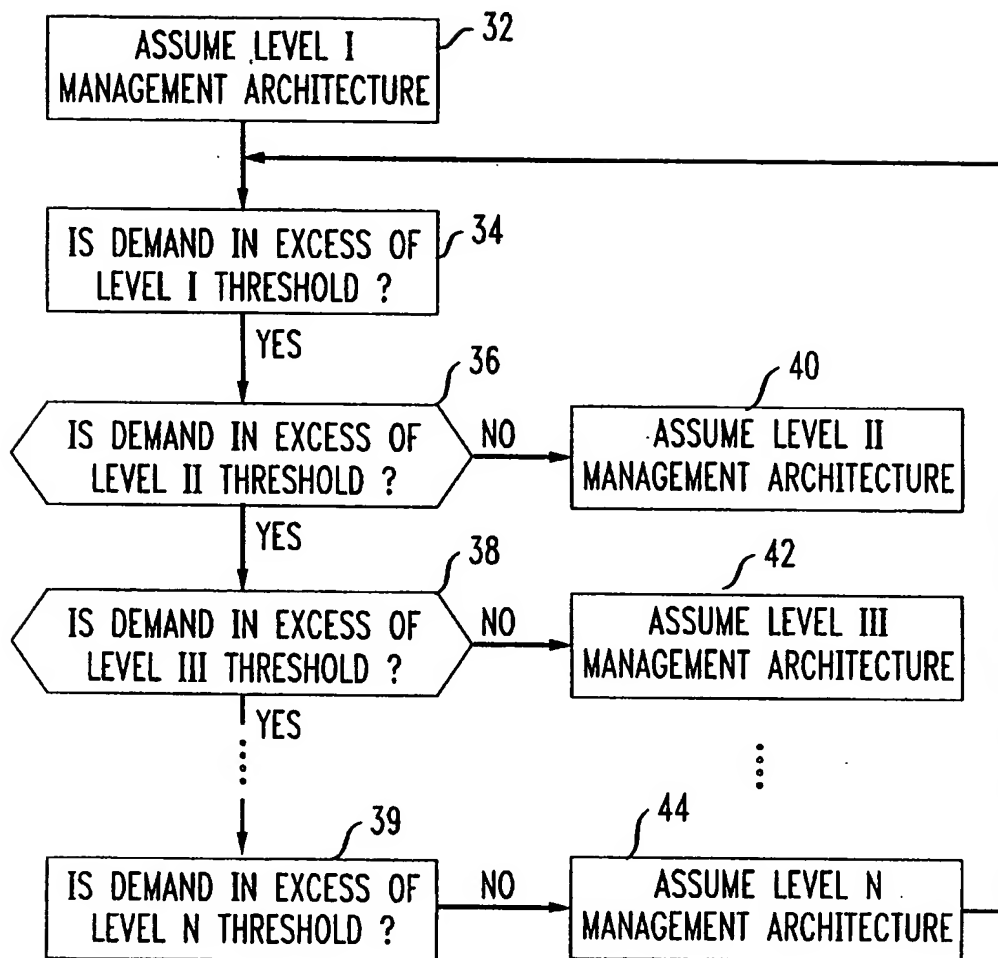 ASSUME LEVEL I
MANAGEMENT ARCHITECTURE
32
IS DEMAND IN EXCESS OF
LEVEL I THRESHOLD ?
34
YES
36
IS DEMAND IN EXCESS OF
LEVEL II THRESHOLD ?
NO
40
ASSUME LEVEL II
MANAGEMENT ARCHITECTURE
YES
38
IS DEMAND IN EXCESS OF
LEVEL III THRESHOLD ?
NO
42
ASSUME LEVEL III
MANAGEMENT ARCHITECTURE
YES
39
IS DEMAND IN EXCESS OF
LEVEL N THRESHOLD ?
NO
44
ASSUME LEVEL N
MANAGEMENT ARCHITECTURE